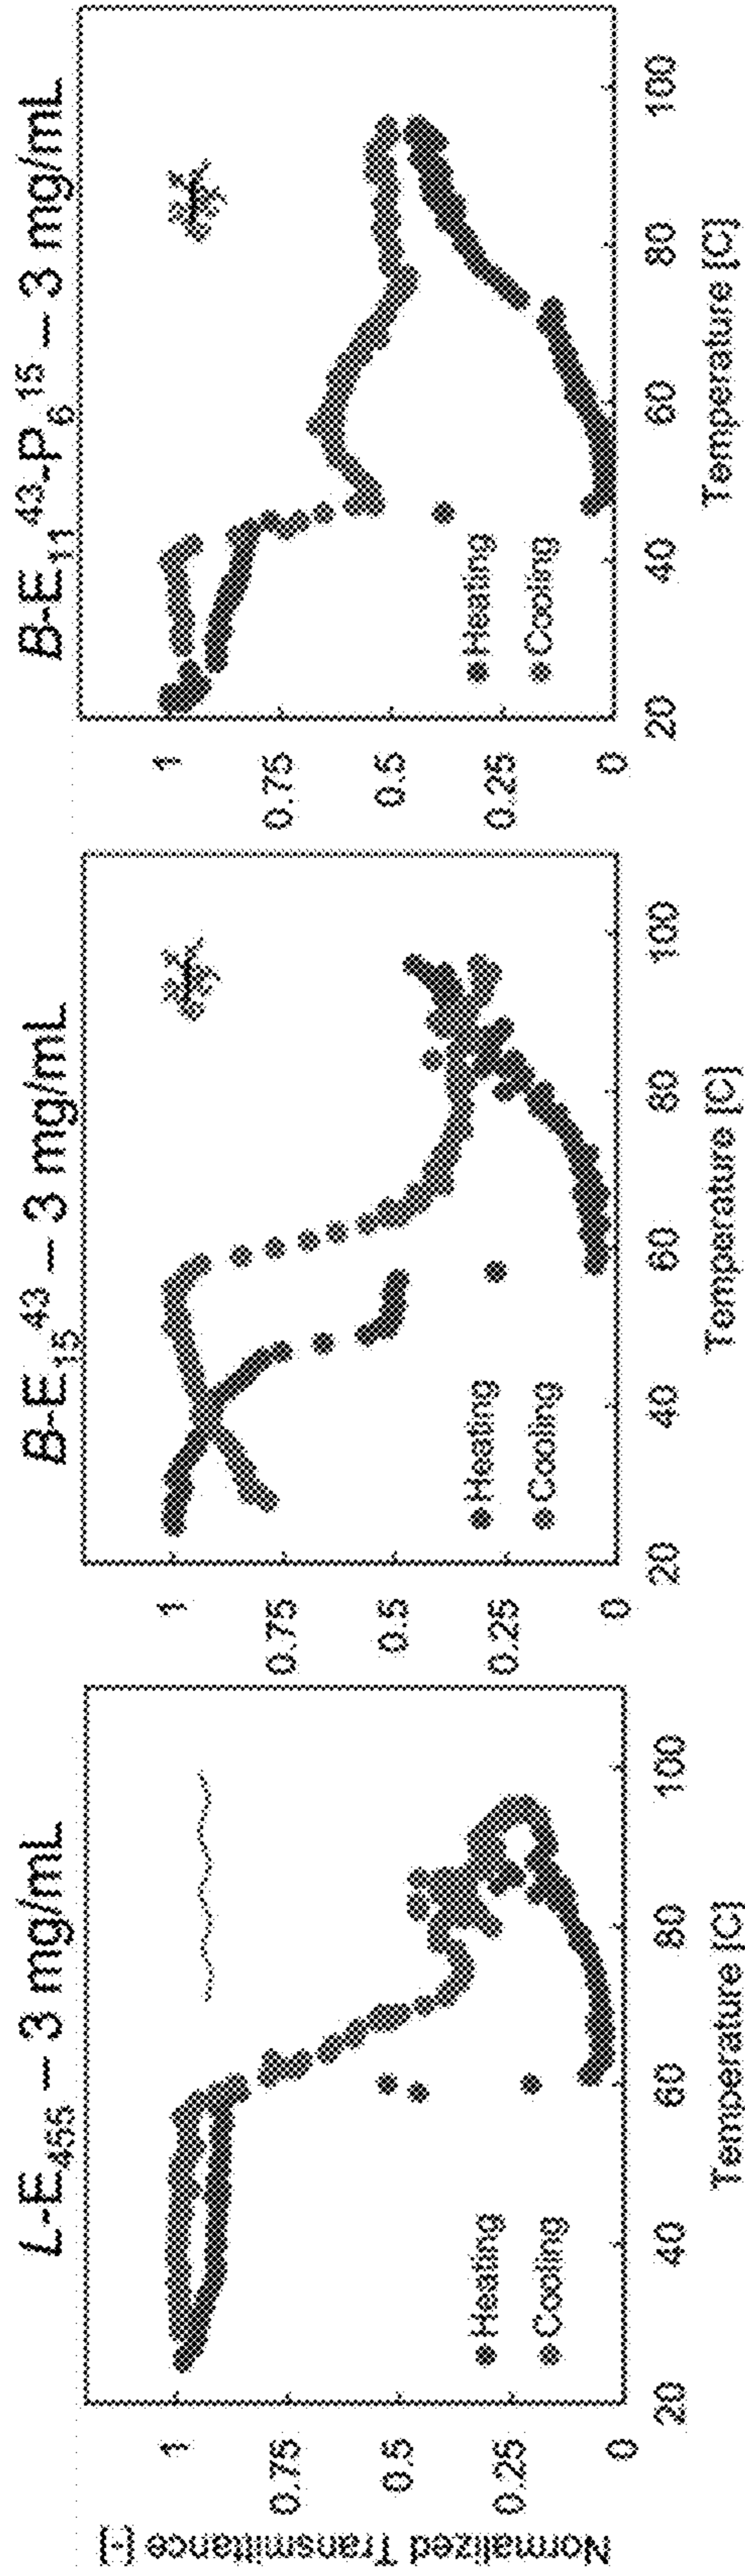 L-E455 – 3 mg/mL
Normalized Transmittence [-]
1
0.75
0.5
0.25
0
Heating
Cooling
20
40
60
80
100
Temperature [C]
B-E15^43 – 3 mg/mL
1
0.75
0.5
0.25
0
Heating
Cooling
20
40
60
80
100
Temperature [C]
B-E11^43-P6^15 – 3 mg/mL
1
0.75
0.5
0.25
0
Heating
Cooling
20
40
60
80
100
Temperature [C]